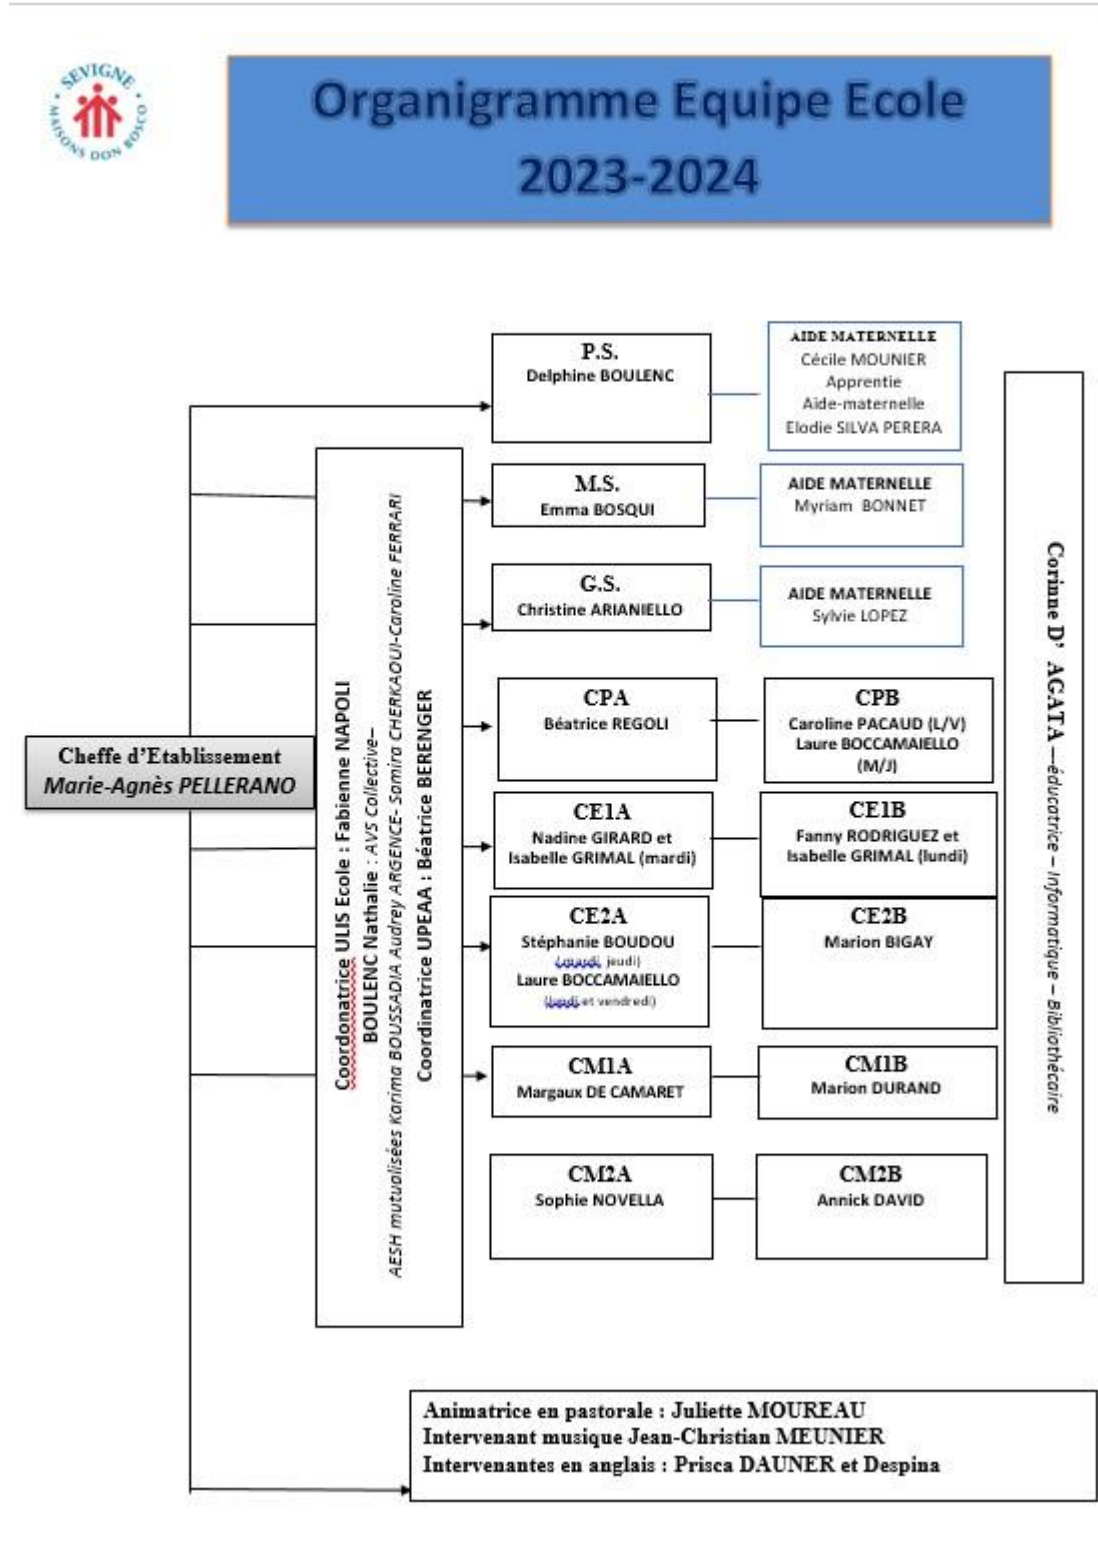 SEVIGNE
MAISONS DON BOSCO
Organigramme Equipe Ecole
2023-2024
P.S.
Delphine BOULENC
AIDE MATERNELLE
Cécile MOUNIER
Apprentie
Aide-maternelle
Elodie SILVA PERERA
M.S.
Emma BOSQUI
AIDE MATERNELLE
Myriam BONNET
G.S.
Christine ARIANIELLO
AIDE MATERNELLE
Sylvie LOPEZ
Cheffe d'Etablissement
Marie-Agnès PELLERANO
Coordonatrice ULIS Ecole : Fabienne NAPOLI
BOULENC Nathalie : AVS Collective–
AESH mutualisées Karima BOUSSADIA Audrey ARGENCE- Samira CHERKAOUI-Caroline FERRARI
Coordinatrice UPEAA : Béatrice BERENGER
CPA
Béatrice REGOLI
CPB
Caroline PACAUD (L/V)
Laure BOCCAMAIELLO
(M/J)
CE1A
Nadine GIRARD et
Isabelle GRIMAL (mardi)
CE1B
Fanny RODRIGUEZ et
Isabelle GRIMAL (lundi)
CE2A
Stéphanie BOUDOU
(mardi, jeudi)
Laure BOCCAMAIELLO
(lundi et vendredi)
CE2B
Marion BIGAY
CM1A
Margaux DE CAMARET
CM1B
Marion DURAND
CM2A
Sophie NOVELLA
CM2B
Annick DAVID
Corinne D' AGATA –éducatrice – Informatique – Bibliothécaire
Animatrice en pastorale : Juliette MOUREAU
Intervenant musique Jean-Christian MEUNIER
Intervenantes en anglais : Prisca DAUNER et Despina